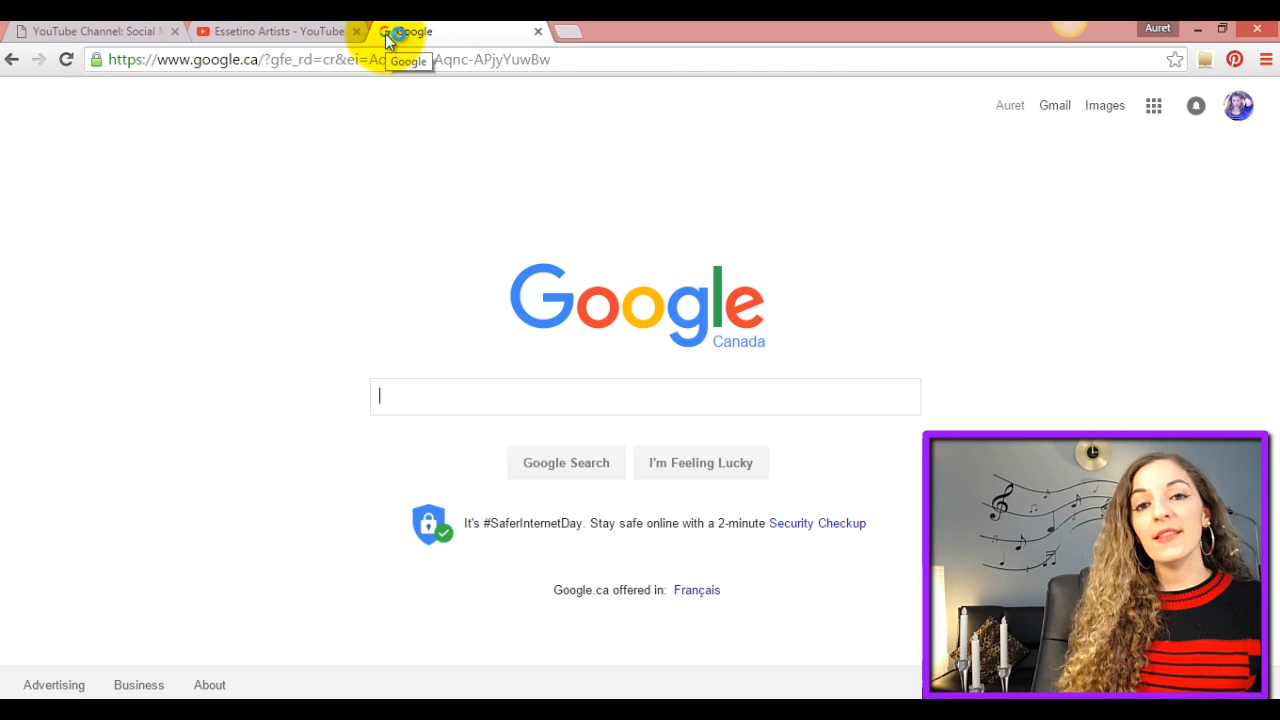 YouTube Channel: Social M
Essetino Artists - YouTube
Google
Auret
https://www.google.ca/?gfe_rd=cr&ei=Ac Aqnc-APjyYuwBw
Google
Auret Gmail Images
Google
Canada
Google Search I'm Feeling Lucky
It's #SaferInternetDay. Stay safe online with a 2-minute Security Checkup
Google.ca offered in: Français
Advertising Business About